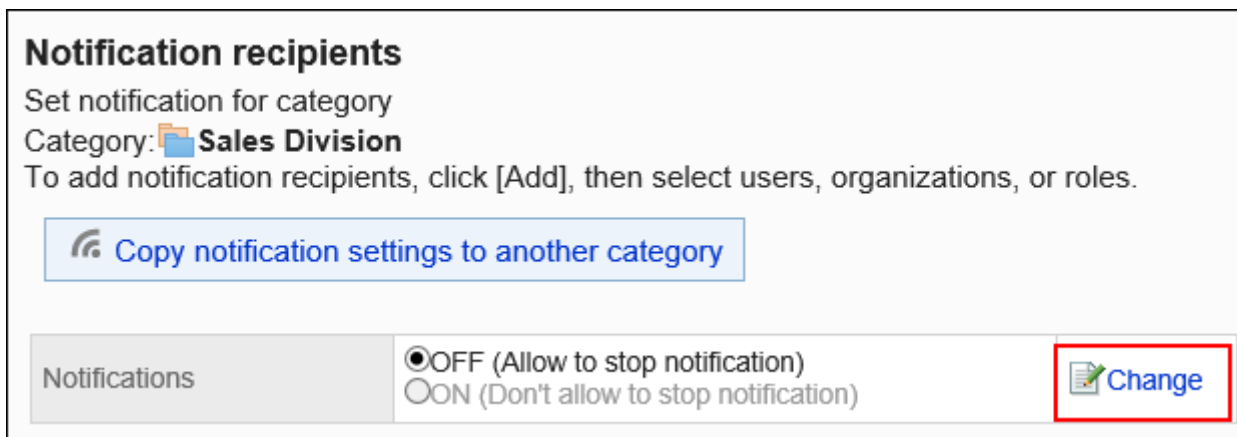 Notification recipients
Set notification for category
Category: Sales Division
To add notification recipients, click [Add], then select users, organizations, or roles.
Copy notification settings to another category
Notifications
OFF (Allow to stop notification)
ON (Don't allow to stop notification)
Change